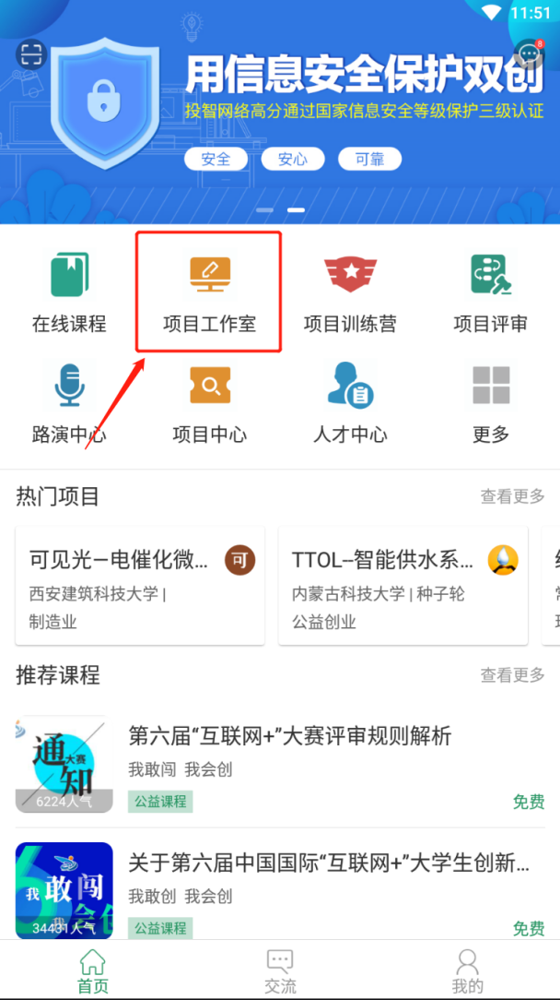 11:51
8
用信息安全保护双创
投智网络高分通过国家信息安全等级保护三级认证
安全 安心 可靠
在线课程 项目工作室 项目训练营 项目评审
路演中心 项目中心 人才中心 更多
热门项目 查看更多
可见光—电催化微... 可 TTOL--智能供水系...
西安建筑科技大学 | 内蒙古科技大学 | 种子轮
制造业 公益创业
推荐课程 查看更多
通知
大赛
6224人气
第六届“互联网+”大赛评审规则解析
我敢闯 我会创
公益课程 免费
我敢闯
我会创
34431人气
关于第六届中国国际“互联网+”大学生创新...
我敢创 我会创
公益课程 免费
首页 交流 我的